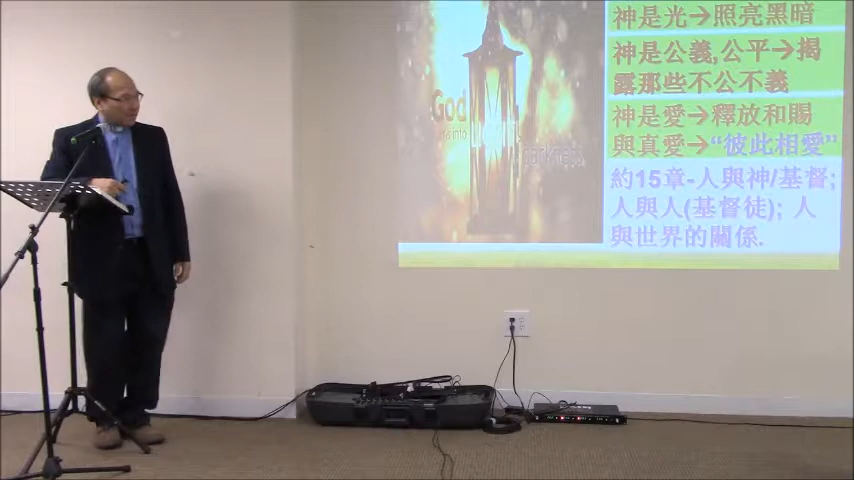 神是光→照亮黑暗
神是公義,公平→揭
露那些不公不義
神是愛→釋放和賜
與真愛→“彼此相愛”
約15章–人與神/基督,
人與人(基督徒), 人
與世界的關係.
God
Light
into
Darkness